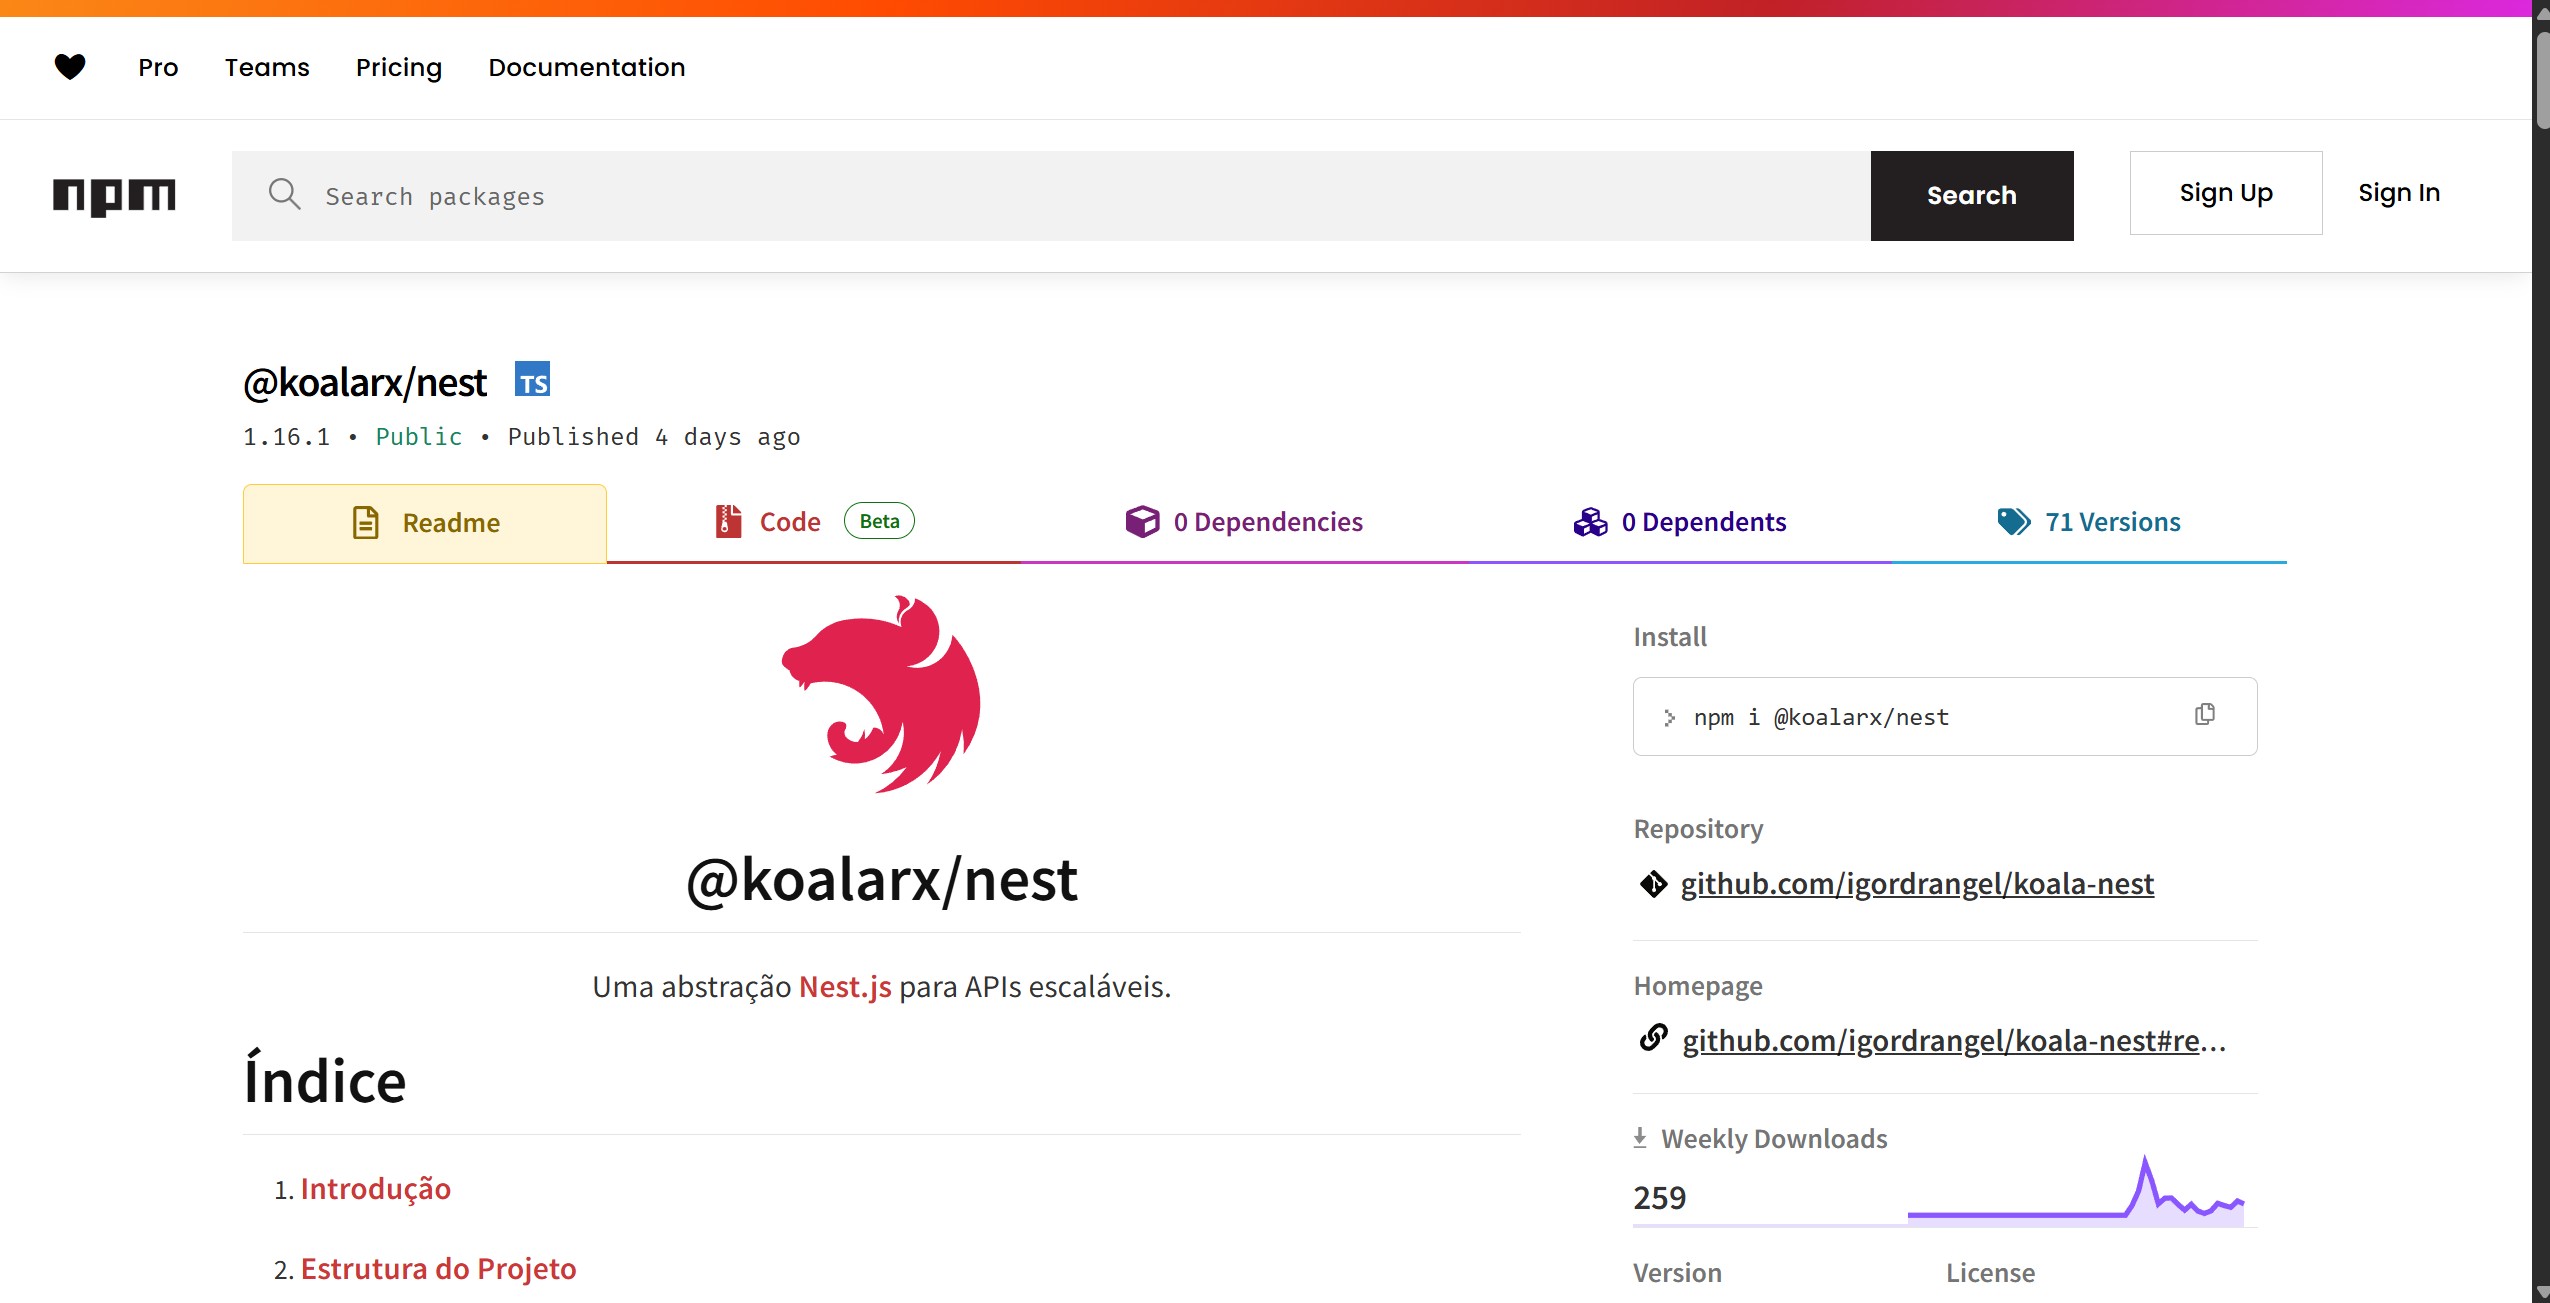 Pro Teams Pricing Documentation
npm Search packages Search Sign Up Sign In
@koalarx/nest TS
1.16.1 • Public • Published 4 days ago
Readme Code Beta 0 Dependencies 0 Dependents 71 Versions
@koalarx/nest
Uma abstração Nest.js para APIs escaláveis.
Índice
1. Introdução
2. Estrutura do Projeto
Install
npm i @koalarx/nest
Repository
github.com/igordrangel/koala-nest
Homepage
github.com/igordrangel/koala-nest#re...
Weekly Downloads
259
Version License